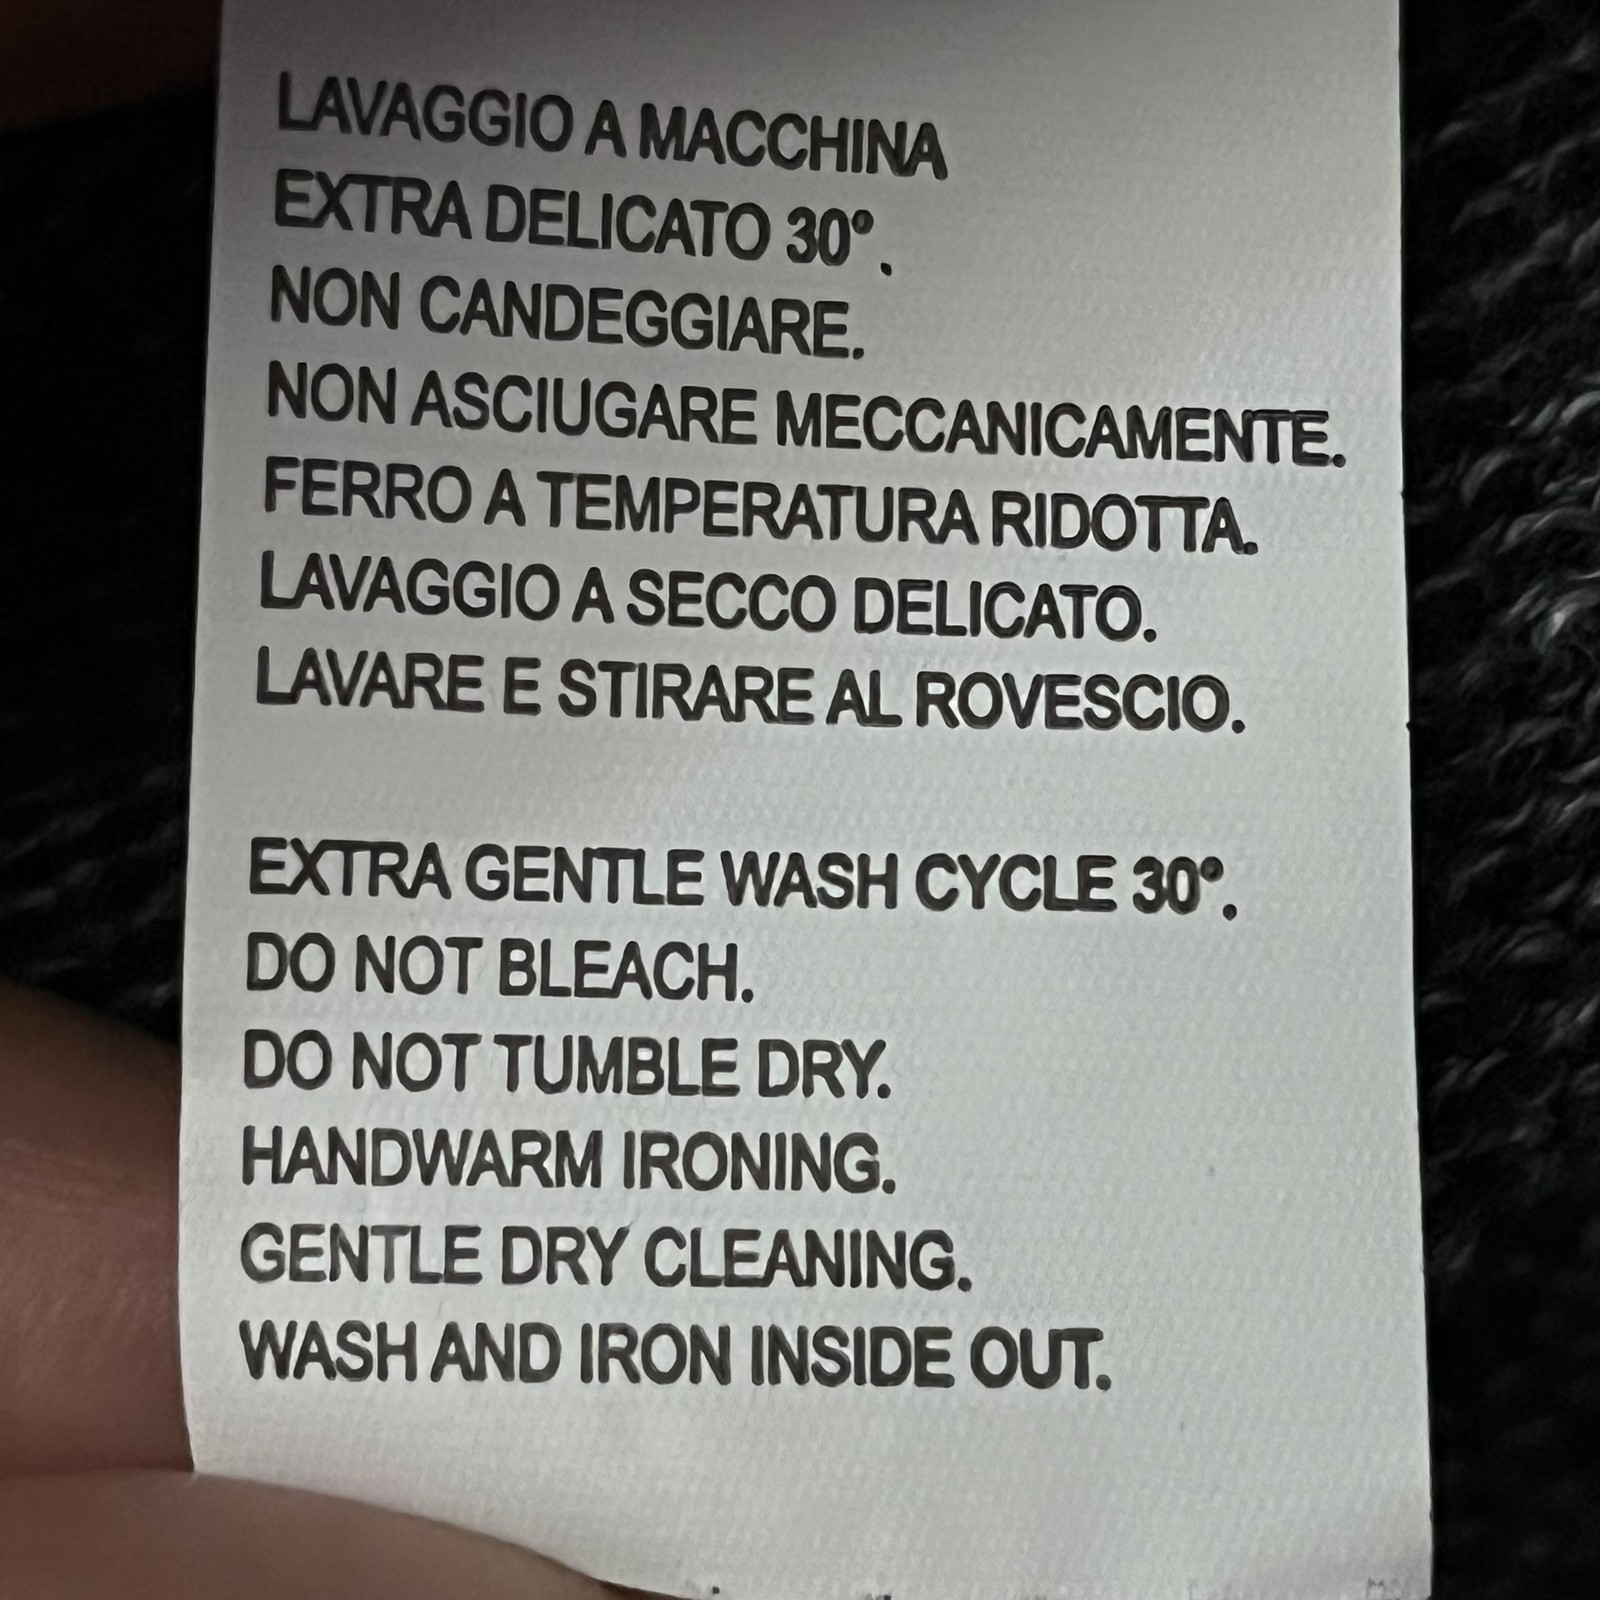 LAVAGGIO A MACCHINA
EXTRA DELICATO 30°.
NON CANDEGGIARE.
NON ASCIUGARE MECCANICAMENTE.
FERRO A TEMPERATURA RIDOTTA.
LAVAGGIO A SECCO DELICATO.
LAVARE E STIRARE AL ROVESCIO.
EXTRA GENTLE WASH CYCLE 30°.
DO NOT BLEACH.
DO NOT TUMBLE DRY.
HANDWARM IRONING.
GENTLE DRY CLEANING.
WASH AND IRON INSIDE OUT.